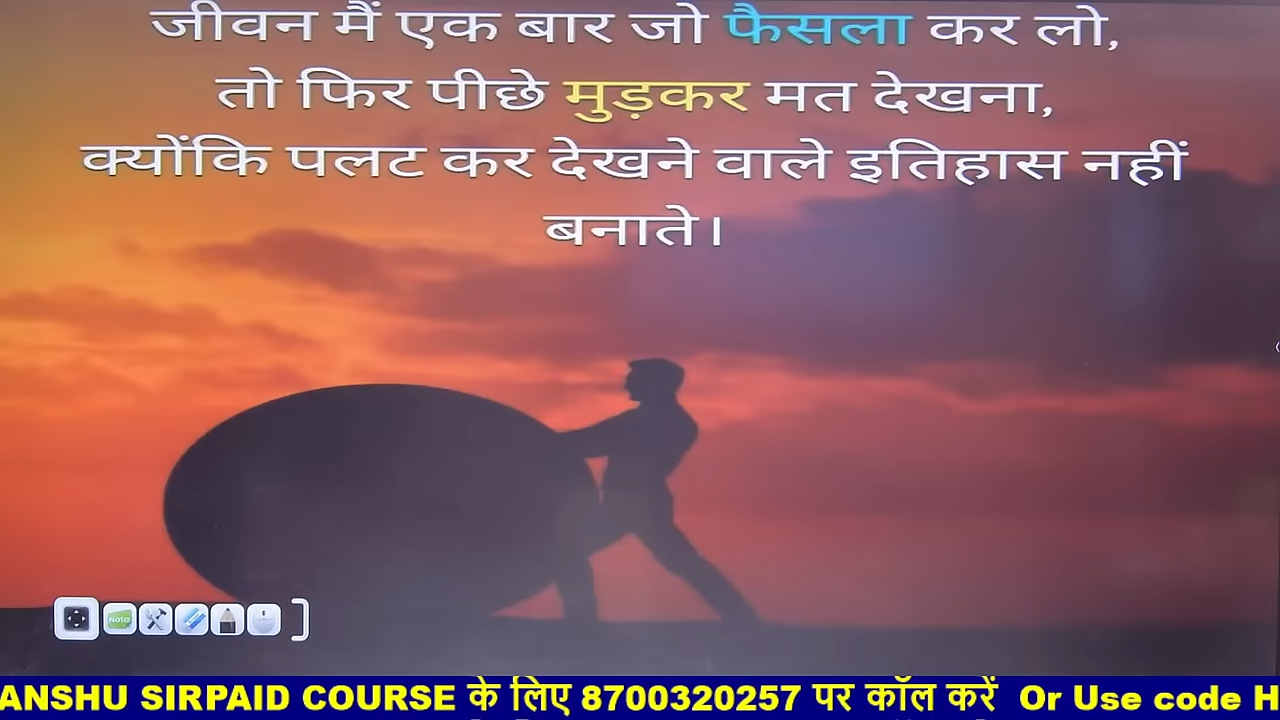 जीवन मैं एक बार जो फैसला कर लो,
तो फिर पीछे मुड़कर मत देखना,
क्योंकि पलट कर देखने वाले इतिहास नहीं
बनाते।
Note
ANSHU SIRPAID COURSE के लिए 8700320257 पर कॉल करें Or Use code H